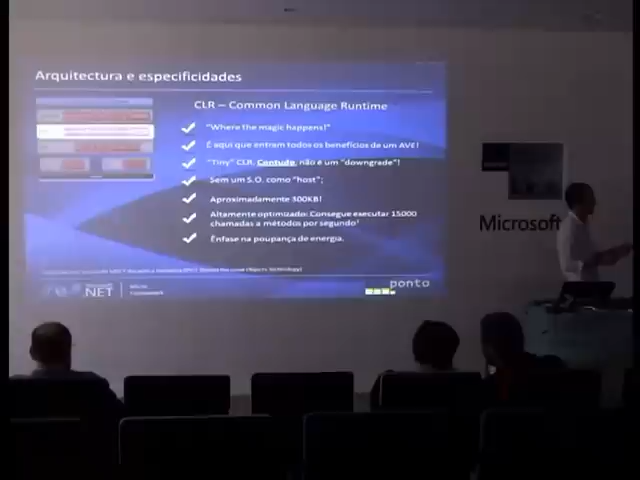 Arquitectura e especificidades
CLR – Common Language Runtime
"Where the magic happens!"
É aqui que entram todos os benefícios de um AVE!
"Tiny" CLR. Contudo, não é um "downgrade"!
Sem um S.O. como "host";
Aproximadamente 300KB!
Altamente optimizado: Consegue executar 15000
chamadas a métodos por segundo!
Ênfase na poupança de energia.
.NET
ponto
Microsoft